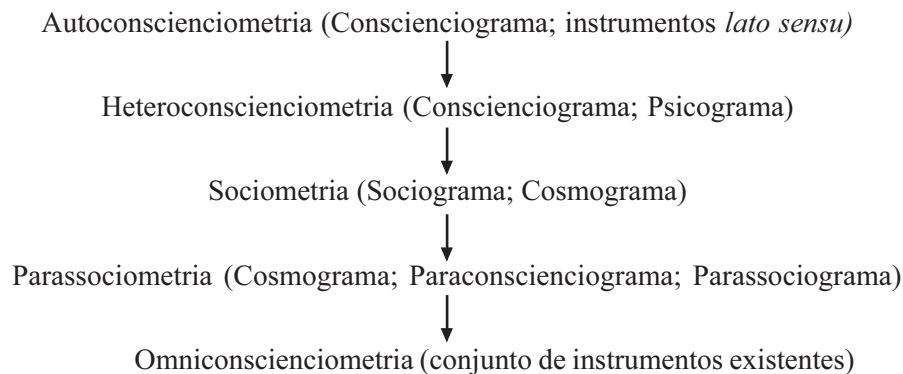 Autoconscienciometria (Conscienciograma; instrumentos lato sensu)
Heteroconscienciometria (Conscienciograma; Psicograma)
Sociometria (Sociograma; Cosmograma)
Parassociometria (Cosmograma; Paraconscienciograma; Parassociograma)
Omniconscienciometria (conjunto de instrumentos existentes)